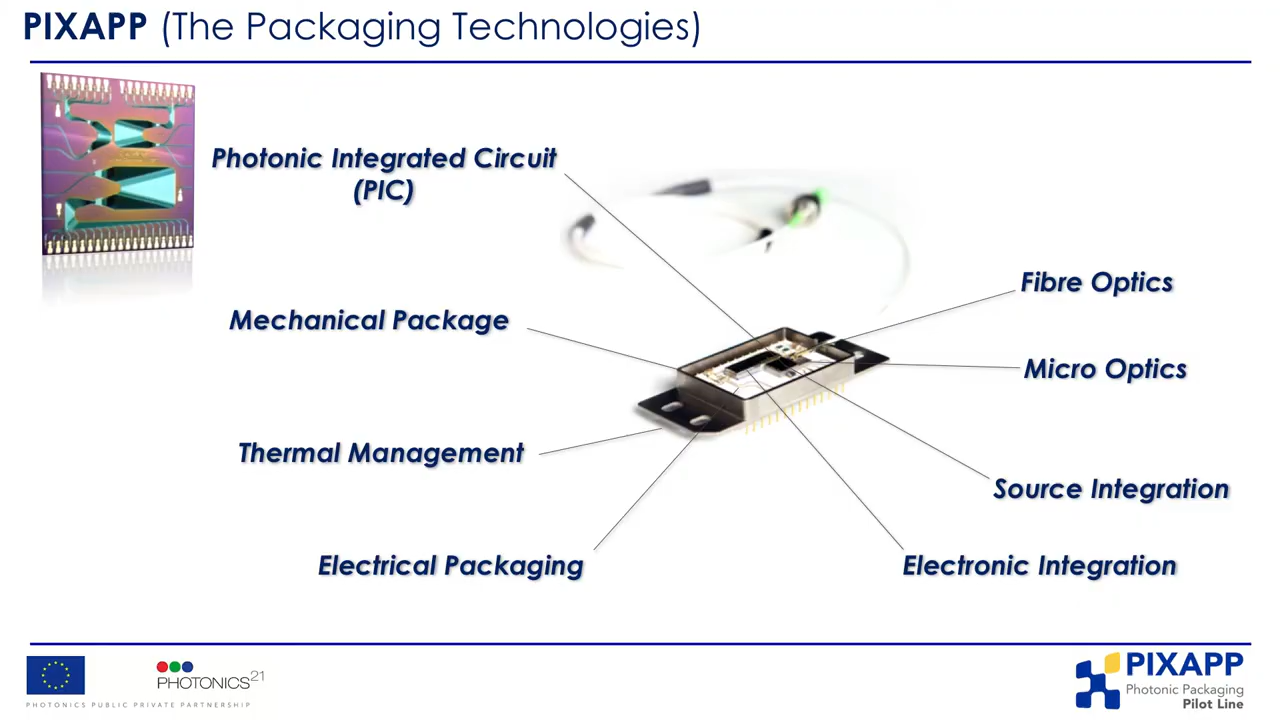 PIXAPP (The Packaging Technologies)
Photonic Integrated Circuit
(PIC)
Mechanical Package
Fibre Optics
Micro Optics
Thermal Management
Source Integration
Electrical Packaging
Electronic Integration
PHOTONICS21
PHOTONICS PUBLIC PRIVATE PARTNERSHIP
PIXAPP
Photonic Packaging
Pilot Line